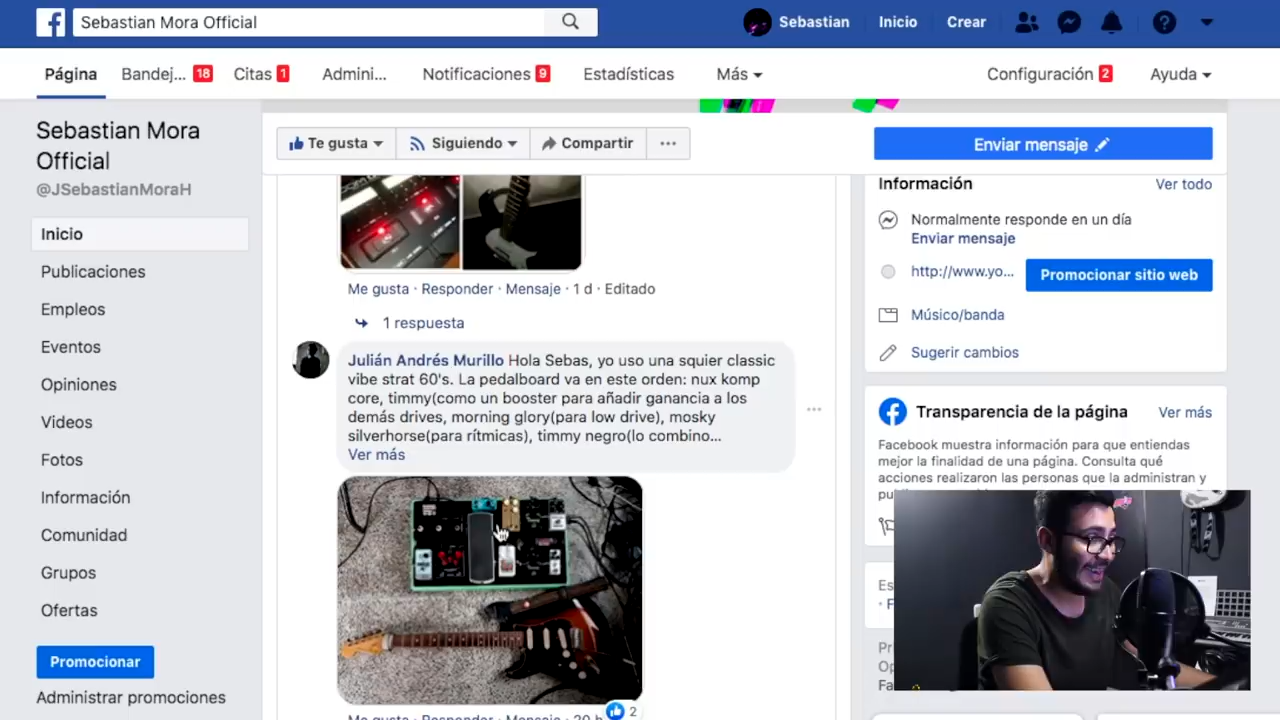 Sebastian Mora Official
Sebastian
Inicio
Crear
Página
Bandej... 18
Citas 1
Admini...
Notificaciones 9
Estadísticas
Más
Configuración 2
Ayuda
Sebastian Mora
Official
@JSebastianMoraH
Inicio
Publicaciones
Empleos
Eventos
Opiniones
Videos
Fotos
Información
Comunidad
Grupos
Ofertas
Promocionar
Administrar promociones
Te gusta
Siguiendo
Compartir
Enviar mensaje
Me gusta · Responder · Mensaje · 1 d · Editado
1 respuesta
Julián Andrés Murillo Hola Sebas, yo uso una squier classic
vibe strat 60's. La pedalboard va en este orden: nux komp
core, timmy(como un booster para añadir ganancia a los
demás drives, morning glory(para low drive), mosky
silverhorse(para rítmicas), timmy negro(lo combino...
Ver más
2
Me gusta · Responder · Mensaje · 20 h
Información
Ver todo
Normalmente responde en un día
Enviar mensaje
http://www.yo...
Promocionar sitio web
Músico/banda
Sugerir cambios
Transparencia de la página
Ver más
Facebook muestra información para que entiendas
mejor la finalidad de una página. Consulta qué
acciones realizaron las personas que la administran y